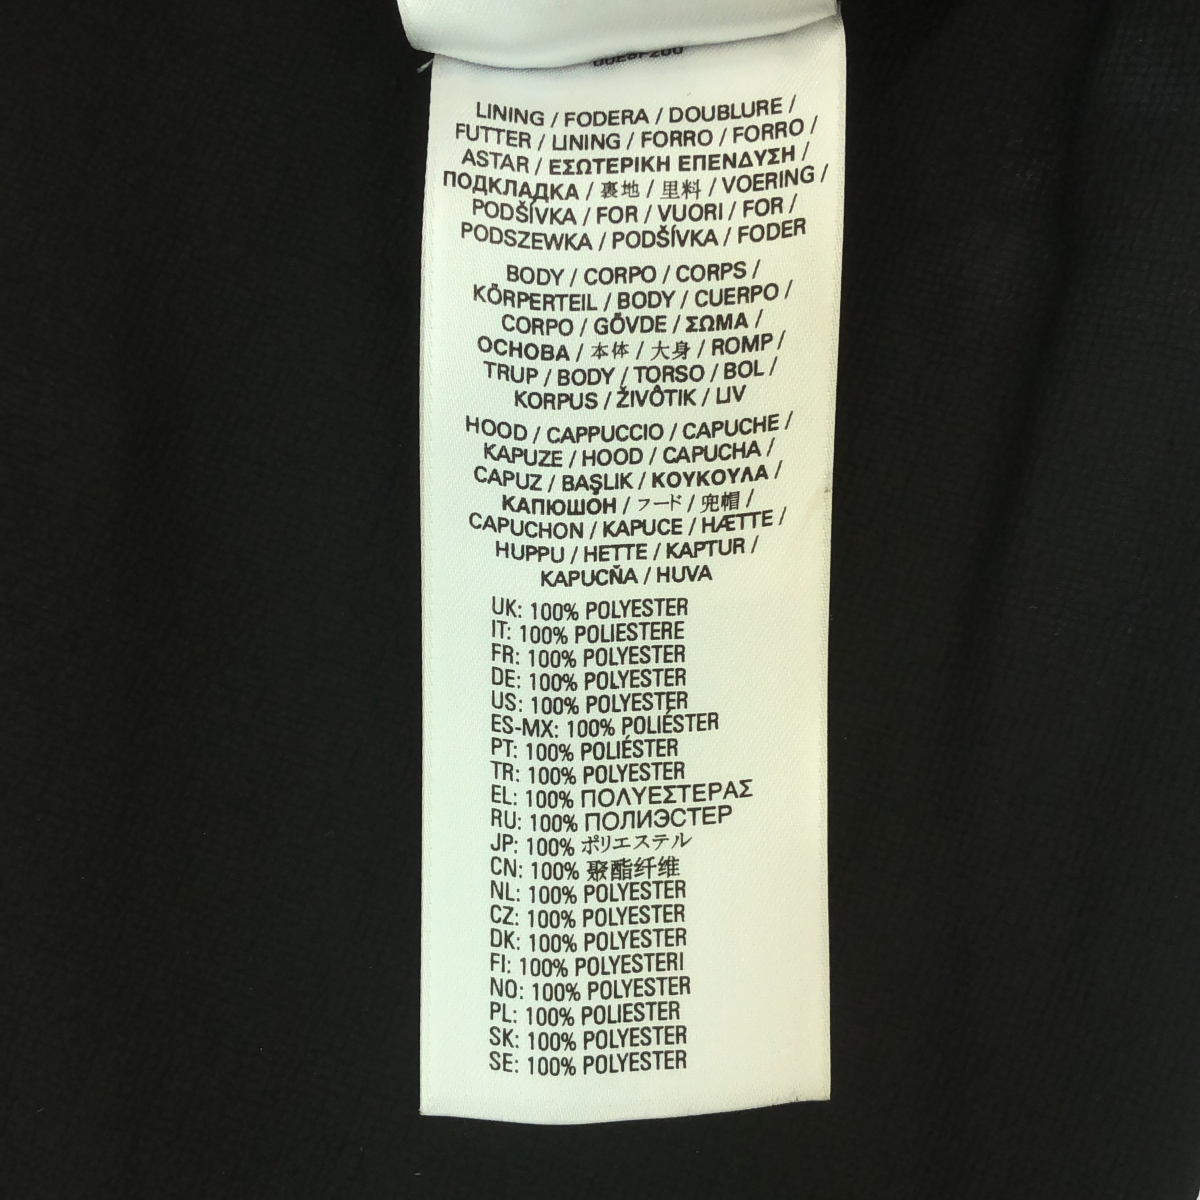 LINING / FODERA / DOUBLURE /
FUTTER / LINING / FORRO / FORRO /
ASTAR / ΕΣΩΤΕΡΙΚΗ ΕΠΕΝΔΥΣΗ /
ПОДКЛАДКА / 裏地 / 里料 / VOERING /
PODŠÍVKA / FOR / VUORI / FOR /
PODSZEWKA / PODŠÍVKA / FODER
BODY / CORPO / CORPS /
KÖRPERTEIL / BODY / CUERPO /
CORPO / GÖVDE / ΣΩΜΑ /
ОСНОВА / 本体 / 大身 / ROMP /
TRUP / BODY / TORSO / BOL /
KORPUS / ŽIVÔTIK / LIV
HOOD / CAPPUCCIO / CAPUCHE /
KAPUZE / HOOD / CAPUCHA /
CAPUZ / BAŞLIK / ΚΟΥΚΟΥΛΑ /
КАПЮШОН / フード / 兜帽 /
CAPUCHON / KAPUCE / HÆTTE /
HUPPU / HETTE / KAPTUR /
KAPUCŇA / HUVA
UK: 100% POLYESTER
IT: 100% POLIESTERE
FR: 100% POLYESTER
DE: 100% POLYESTER
US: 100% POLYESTER
ES-MX: 100% POLIÉSTER
PT: 100% POLIÉSTER
TR: 100% POLYESTER
EL: 100% ΠΟΛΥΕΣΤΕΡΑΣ
RU: 100% ПОЛИЭСТЕР
JP: 100% ポリエステル
CN: 100% 聚酯纤维
NL: 100% POLYESTER
CZ: 100% POLYESTER
DK: 100% POLYESTER
FI: 100% POLYESTERI
NO: 100% POLYESTER
PL: 100% POLIESTER
SK: 100% POLYESTER
SE: 100% POLYESTER